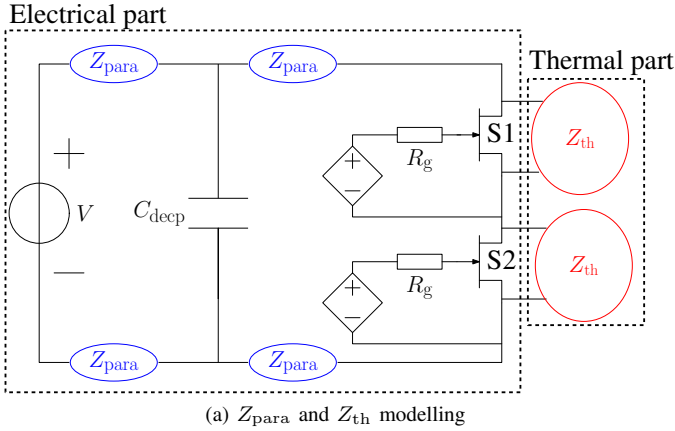 Electrical part
Thermal part
Z_para Z_para
S1
Z_th
+
R_g
+
−
V
C_decp
−
S2
Z_th
R_g
+
−
Z_para Z_para
(a) Z_para and Z_th modelling